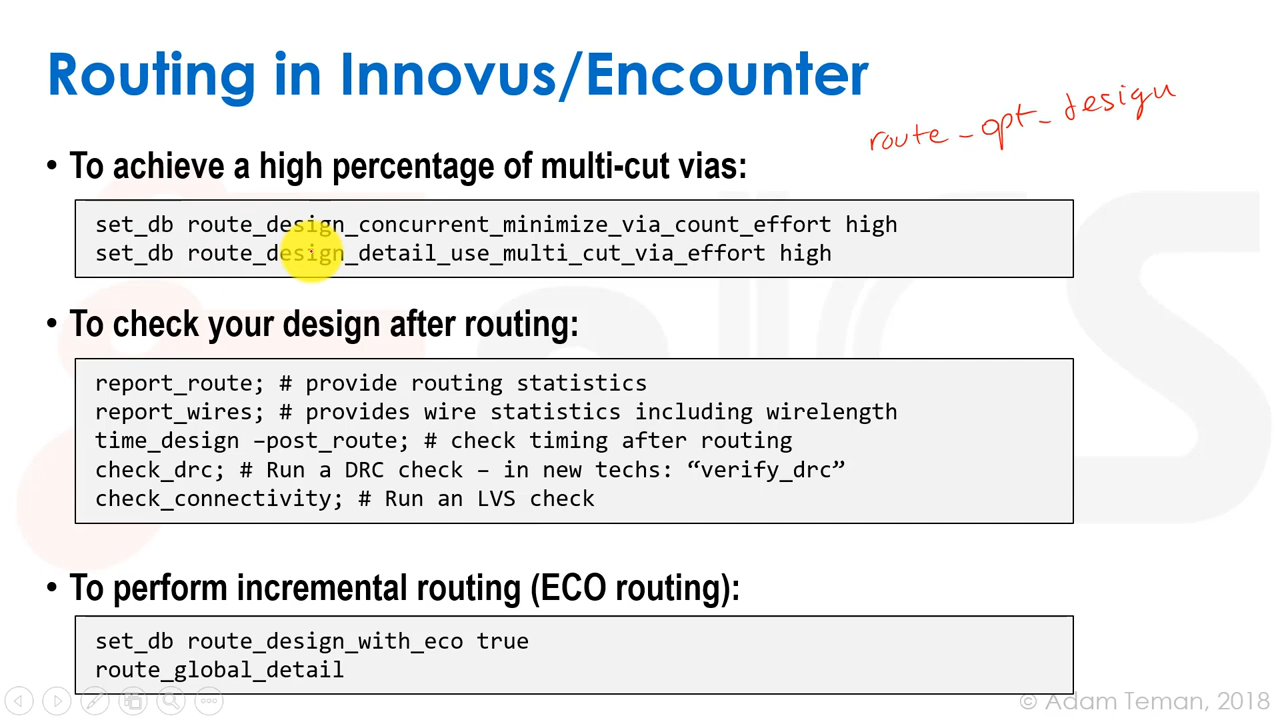 Routing in Innovus/Encounter
route_opt_design
• To achieve a high percentage of multi-cut vias:
set_db route_design_concurrent_minimize_via_count_effort high
set_db route_design_detail_use_multi_cut_via_effort high
• To check your design after routing:
report_route; # provide routing statistics
report_wires; # provides wire statistics including wirelength
time_design –post_route; # check timing after routing
check_drc; # Run a DRC check – in new techs: “verify_drc”
check_connectivity; # Run an LVS check
• To perform incremental routing (ECO routing):
set_db route_design_with_eco true
route_global_detail
© Adam Teman, 2018